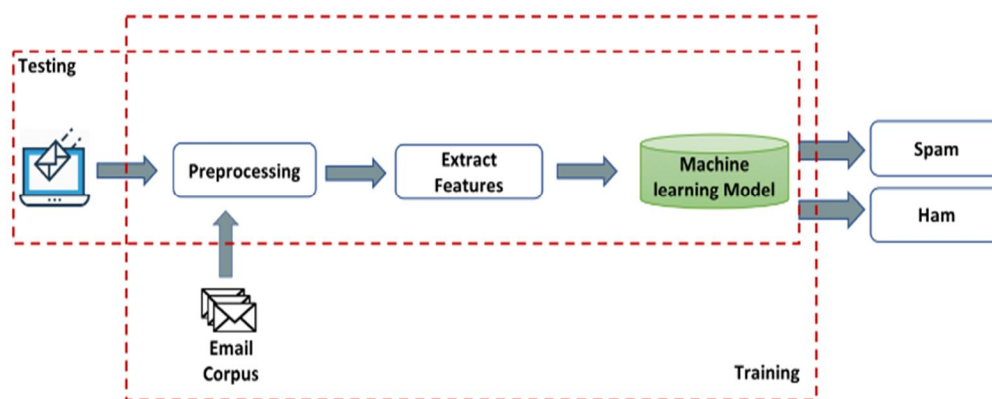 Testing
Preprocessing
Extract
Features
Machine
learning Model
Spam
Ham
Email
Corpus
Training